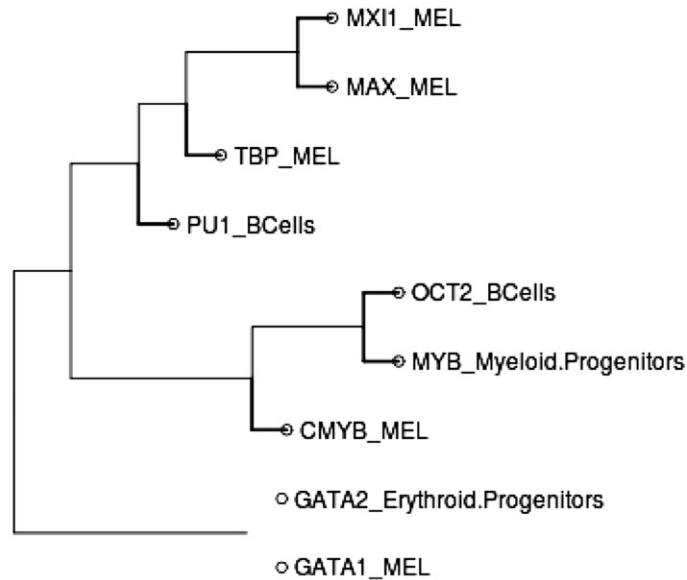 MXI1_MEL
MAX_MEL
TBP_MEL
PU1_BCells
OCT2_BCells
MYB_Myeloid.Progenitors
CMYB_MEL
GATA2_Erythroid.Progenitors
GATA1_MEL